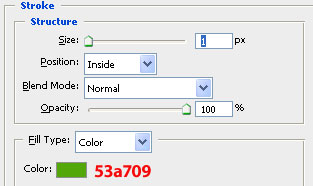 Stroke
Structure
Size: 1 px
Position: Inside
Blend Mode: Normal
Opacity: 100 %
Fill Type: Color
Color: 53a709